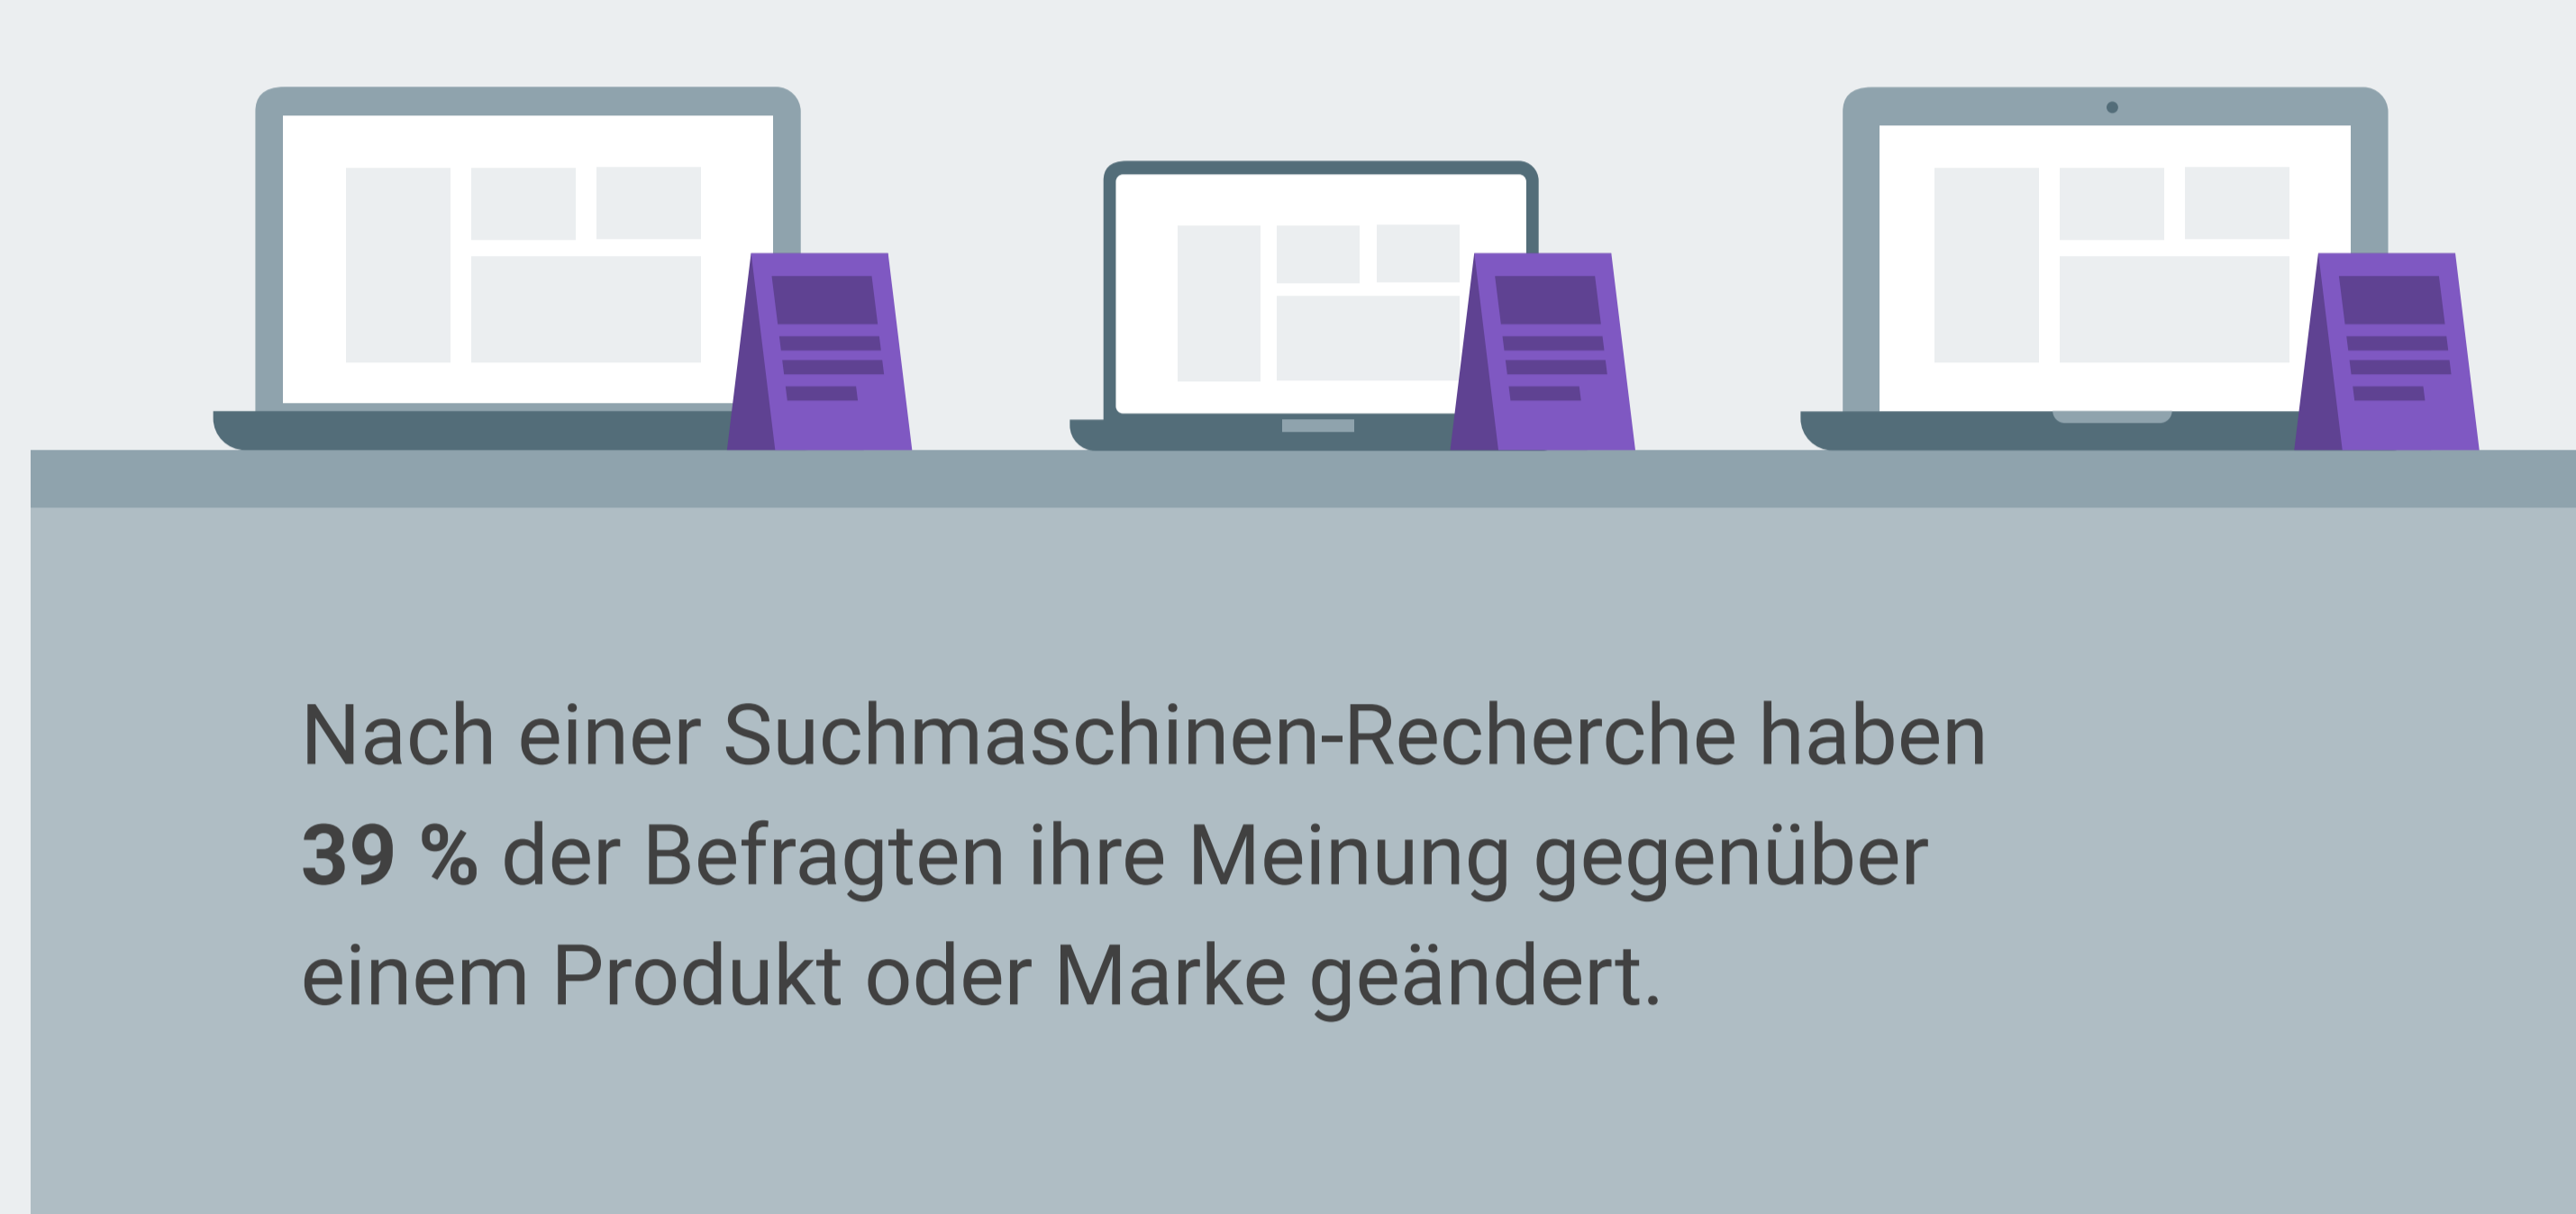 Nach einer Suchmaschinen-Recherche haben
39 % der Befragten ihre Meinung gegenüber
einem Produkt oder Marke geändert.